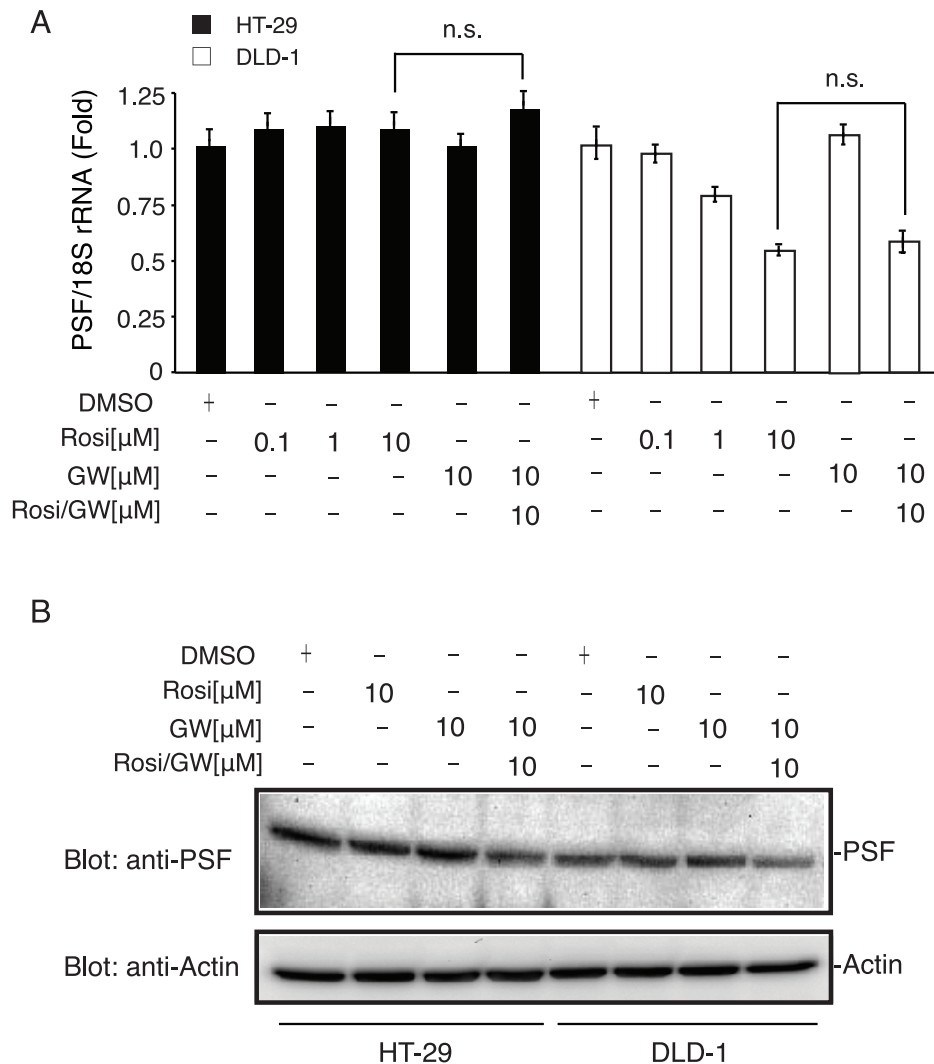 A
HT-29
DLD-1
n.s.
n.s.
PSF/18S rRNA (Fold)
1.25
1.0
0.75
0.5
0.25
0
DMSO + – – – – – + – – – – –
Rosi[µM] – 0.1 1 10 – – – 0.1 1 10 – –
GW[µM] – – – – 10 10 – – – – 10 10
Rosi/GW[µM] – – – – – 10 – – – – – 10
B
DMSO + – – – + – – –
Rosi[µM] – 10 – – – 10 – –
GW[µM] – – 10 10 – – 10 10
Rosi/GW[µM] – – – 10 – – – 10
Blot: anti-PSF -PSF
Blot: anti-Actin -Actin
HT-29 DLD-1